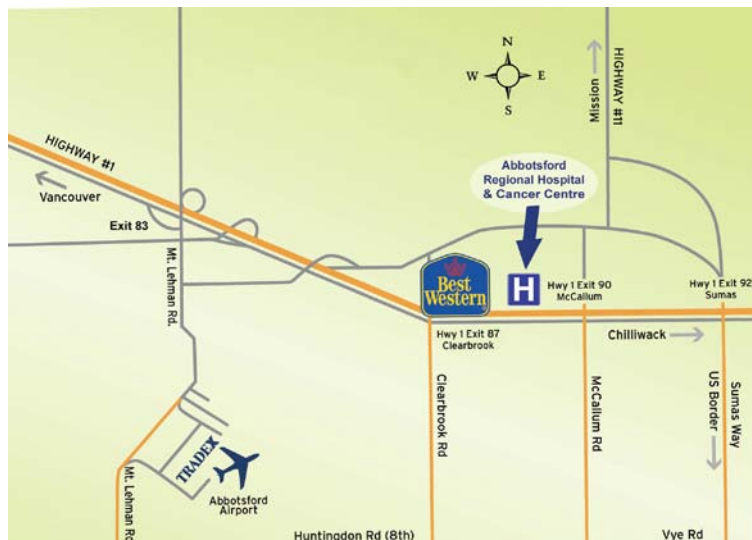 N
W
E
S
HIGHWAY #11
Mission
HIGHWAY #1
Vancouver
Abbotsford
Regional Hospital
& Cancer Centre
Exit 83
Mt. Lehman Rd.
Best
Western
H
Hwy 1 Exit 90
McCallum
Hwy 1 Exit 92
Sumas
Hwy 1 Exit 87
Clearbrook
Chilliwack
Clearbrook Rd
McCallum Rd
US Border
Sumas Way
TRADEX
Abbotsford
Airport
Mt. Lehman Rd
Huntingdon Rd (8th)
Vye Rd